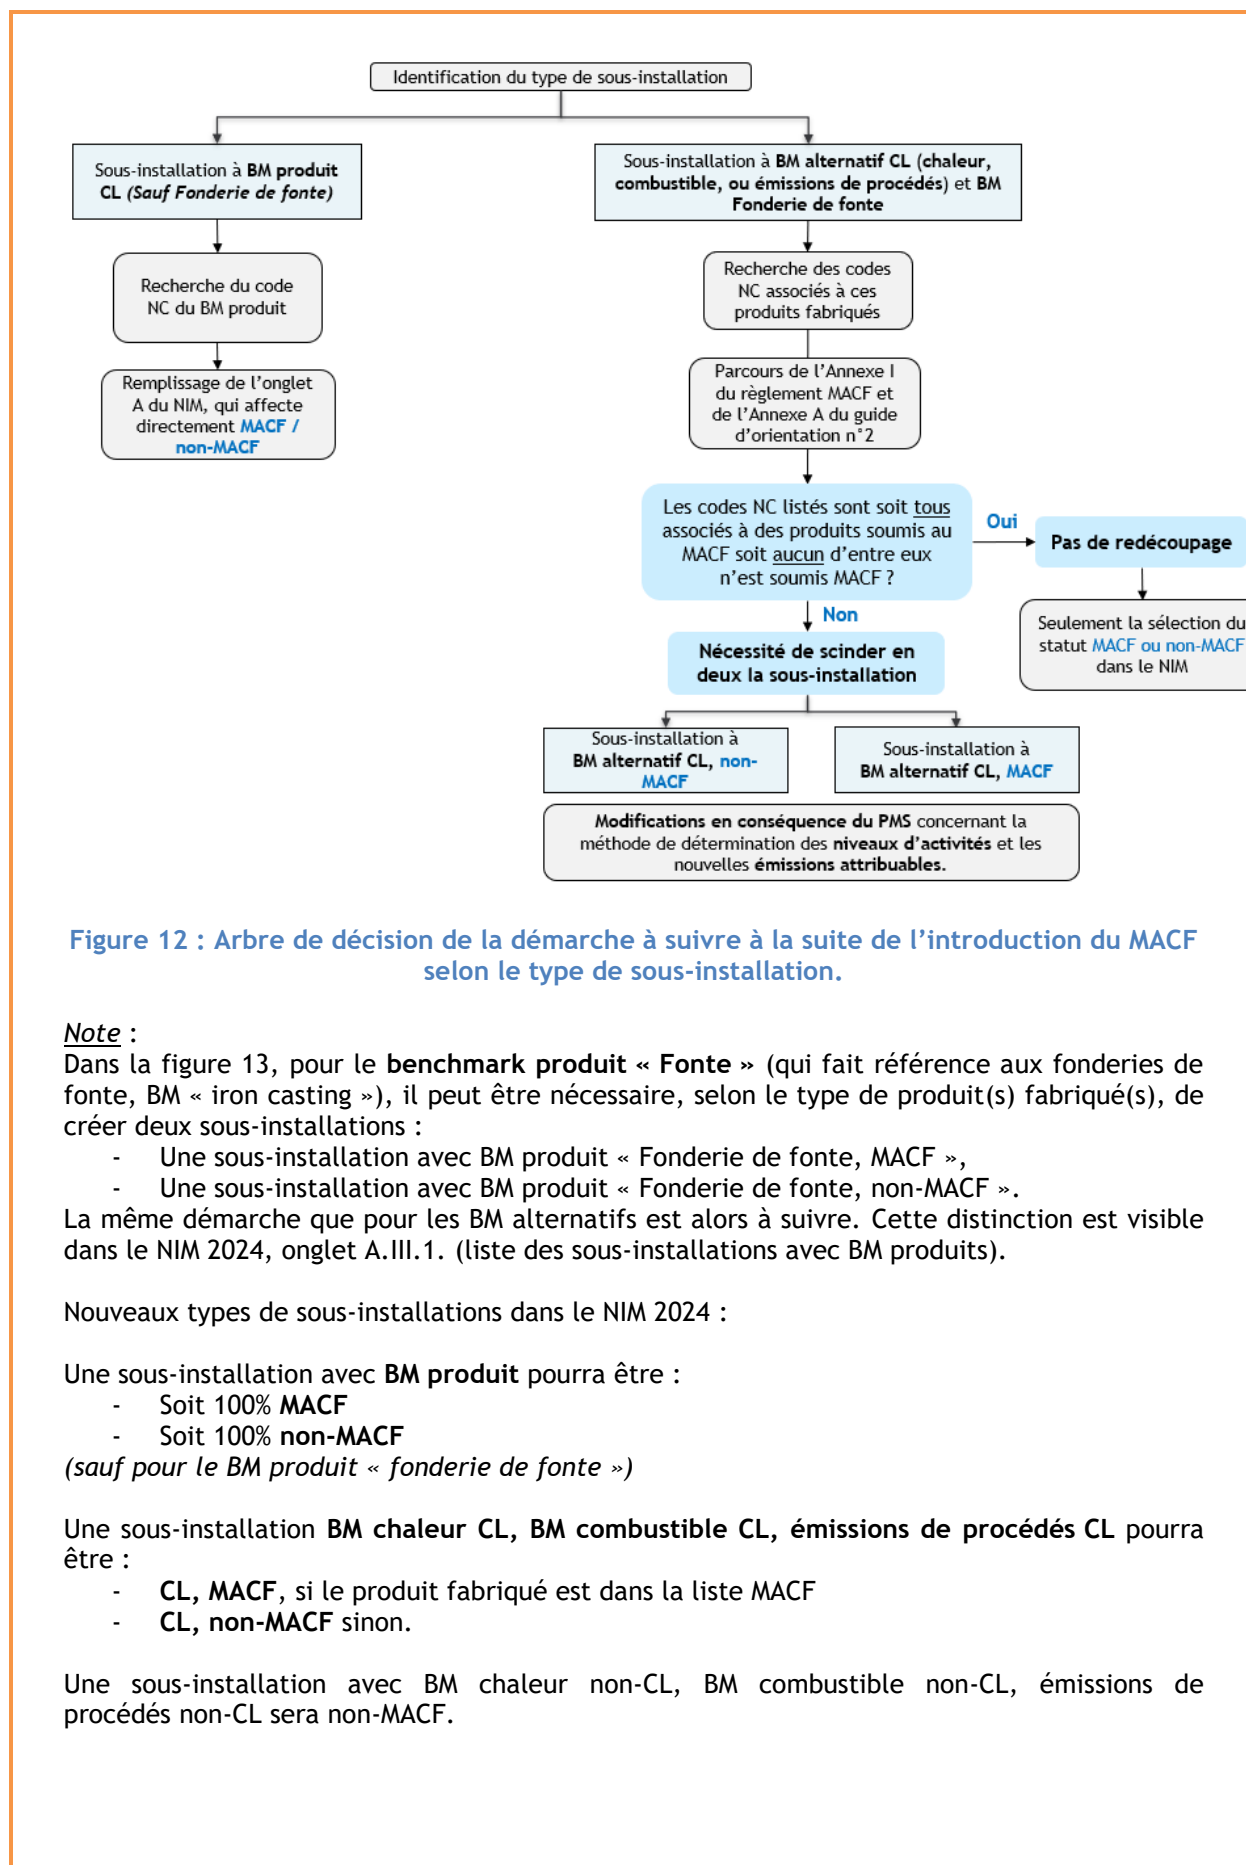 Identification du type de sous-installation
Sous-installation à BM produit
CL (Sauf Fonderie de fonte)
Recherche du code
NC du BM produit
Remplissage de l'onglet
A du NIM, qui affecte
directement MACF /
non-MACF
Sous-installation à BM alternatif CL (chaleur,
combustible, ou émissions de procédés) et BM
Fonderie de fonte
Recherche des codes
NC associés à ces
produits fabriqués
Parcours de l'Annexe I
du règlement MACF et
de l'Annexe A du guide
d'orientation n°2
Les codes NC listés sont soit tous
associés à des produits soumis au
MACF soit aucun d'entre eux
n'est soumis MACF ?
Oui
Pas de redécoupage
Seulement la sélection du
statut MACF ou non-MACF
dans le NIM
Non
Nécessité de scinder en
deux la sous-installation
Sous-installation à
BM alternatif CL, non-
MACF
Sous-installation à
BM alternatif CL, MACF
Modifications en conséquence du PMS concernant la
méthode de détermination des niveaux d'activités et les
nouvelles émissions attribuables.
Figure 12 : Arbre de décision de la démarche à suivre à la suite de l'introduction du MACF
selon le type de sous-installation.
Note :
Dans la figure 13, pour le benchmark produit « Fonte » (qui fait référence aux fonderies de
fonte, BM « iron casting »), il peut être nécessaire, selon le type de produit(s) fabriqué(s), de
créer deux sous-installations :
- Une sous-installation avec BM produit « Fonderie de fonte, MACF »,
- Une sous-installation avec BM produit « Fonderie de fonte, non-MACF ».
La même démarche que pour les BM alternatifs est alors à suivre. Cette distinction est visible
dans le NIM 2024, onglet A.III.1. (liste des sous-installations avec BM produits).
Nouveaux types de sous-installations dans le NIM 2024 :
Une sous-installation avec BM produit pourra être :
- Soit 100% MACF
- Soit 100% non-MACF
(sauf pour le BM produit « fonderie de fonte »)
Une sous-installation BM chaleur CL, BM combustible CL, émissions de procédés CL pourra
être :
- CL, MACF, si le produit fabriqué est dans la liste MACF
- CL, non-MACF sinon.
Une sous-installation avec BM chaleur non-CL, BM combustible non-CL, émissions de
procédés non-CL sera non-MACF.